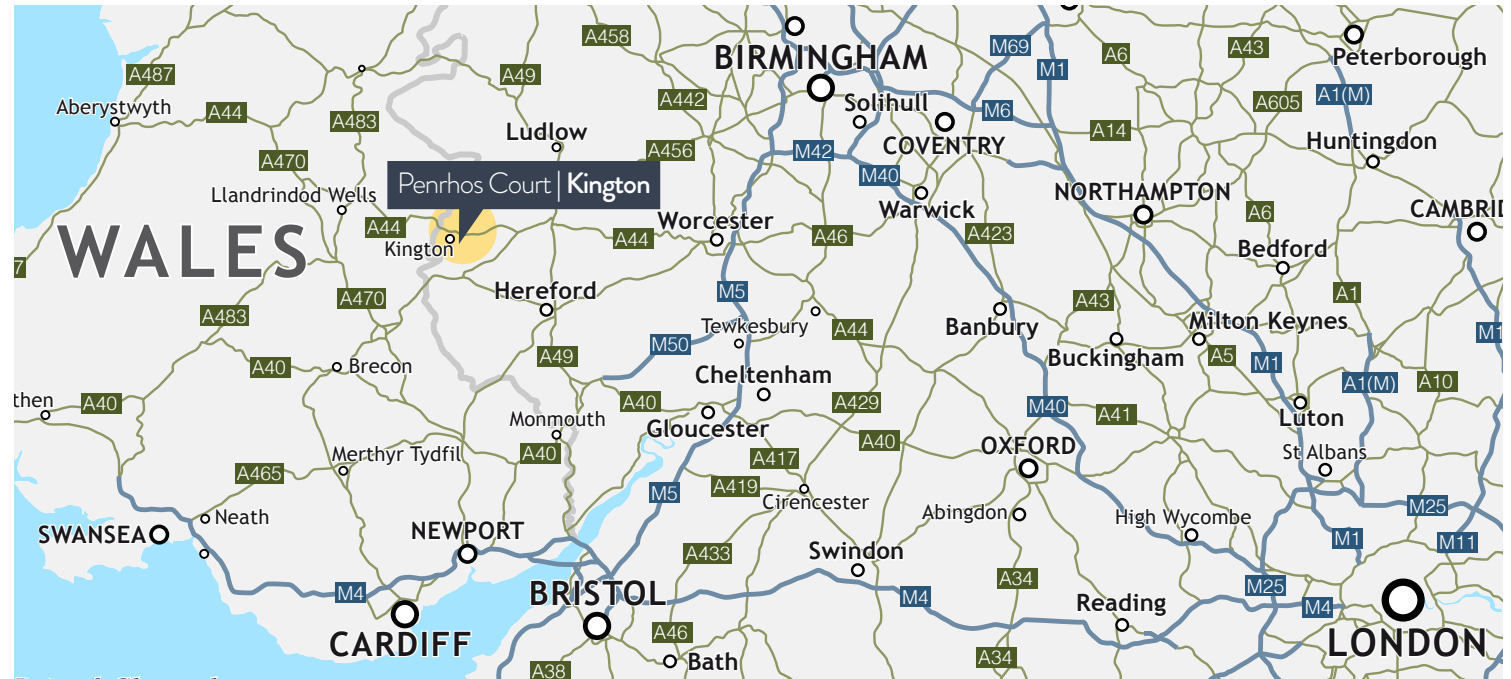 A458
M69
A6
A43
BIRMINGHAM
Peterborough
A487
A49
M1
A442
Solihull
A1(M)
A605
Aberystwyth
A44
A483
Ludlow
M6
A14
COVENTRY
Huntingdon
A470
A456
M42
M40
Penrhos Court | Kington
Llandrindod Wells
NORTHAMPTON
Warwick
A6
CAMBRID
A44
Worcester
WALES
A44
A46
A423
Kington
Bedford
7
Hereford
M5
A470
A43
A1
A483
Tewkesbury
A44
Banbury
Milton Keynes
M1
M50
A49
Buckingham
A5
A40
Brecon
M1
Cheltenham
A1(M)
A10
then
A40
A40
A429
M40
A41
Monmouth
Gloucester
Luton
A40
OXFORD
A40
Merthyr Tydfil
St Albans
A465
A417
A419
M5
Cirencester
M25
Neath
Abingdon
High Wycombe
SWANSEA
NEWPORT
M1
M11
A433
Swindon
A34
M25
M4
BRISTOL
M4
Reading
M4
CARDIFF
A46
LONDON
A38
Bath
A34